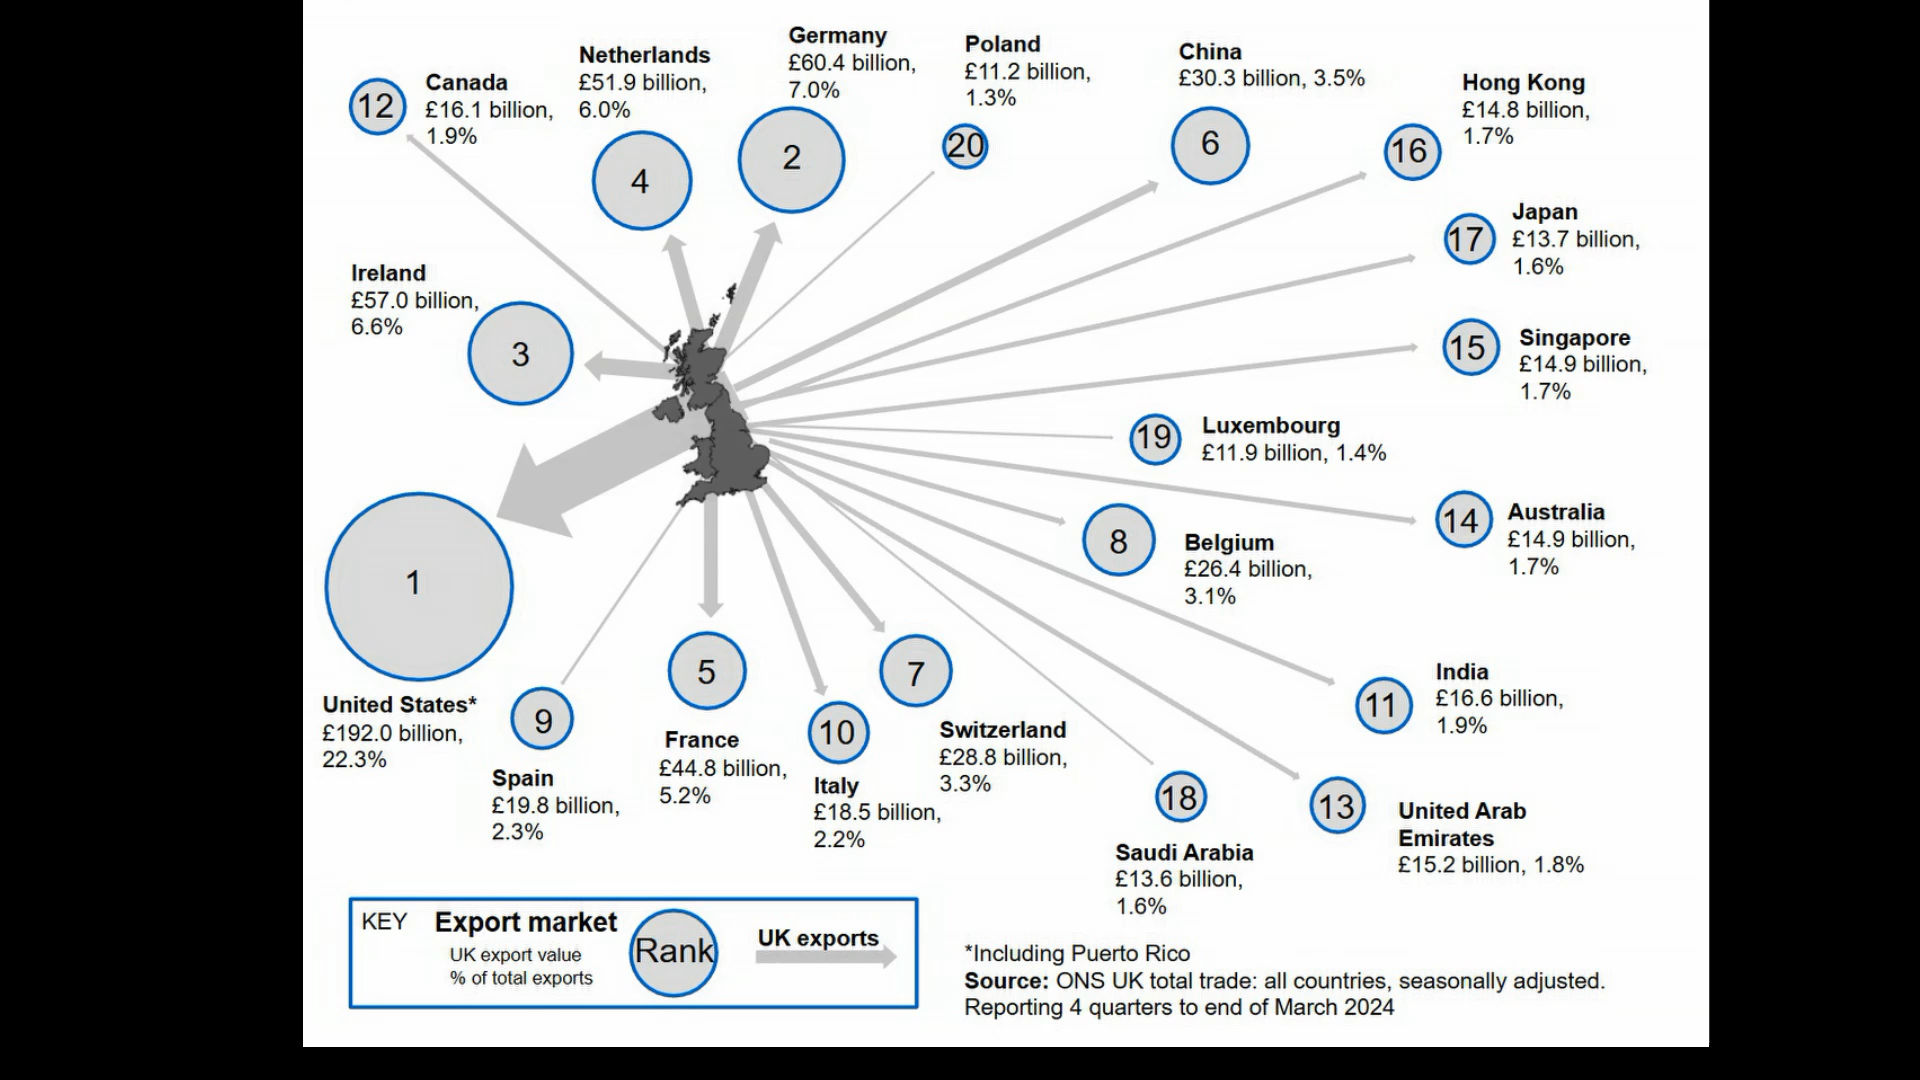 Canada
£16.1 billion,
1.9%
12
Netherlands
£51.9 billion,
6.0%
4
Germany
£60.4 billion,
7.0%
2
Poland
£11.2 billion,
1.3%
20
China
£30.3 billion, 3.5%
6
Hong Kong
£14.8 billion,
1.7%
16
Japan
£13.7 billion,
1.6%
17
Ireland
£57.0 billion,
6.6%
3
Singapore
£14.9 billion,
1.7%
15
Luxembourg
£11.9 billion, 1.4%
19
Australia
£14.9 billion,
1.7%
14
Belgium
£26.4 billion,
3.1%
8
1
United States*
£192.0 billion,
22.3%
9
Spain
£19.8 billion,
2.3%
5
France
£44.8 billion,
5.2%
10
Italy
£18.5 billion,
2.2%
7
Switzerland
£28.8 billion,
3.3%
India
£16.6 billion,
1.9%
11
18
Saudi Arabia
£13.6 billion,
1.6%
13
United Arab
Emirates
£15.2 billion, 1.8%
KEY
Export market
UK export value
% of total exports
Rank
UK exports
*Including Puerto Rico
Source: ONS UK total trade: all countries, seasonally adjusted.
Reporting 4 quarters to end of March 2024